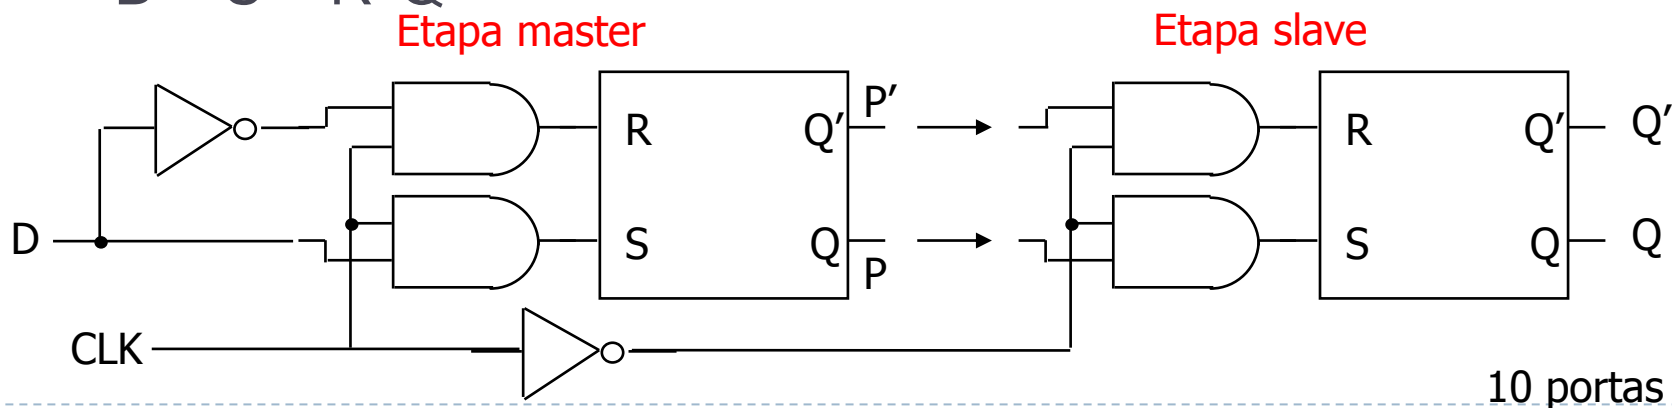 Etapa master
Etapa slave
P’
R
Q’
R
Q’
Q’
D
S
Q
P
S
Q
Q
CLK
10 portas